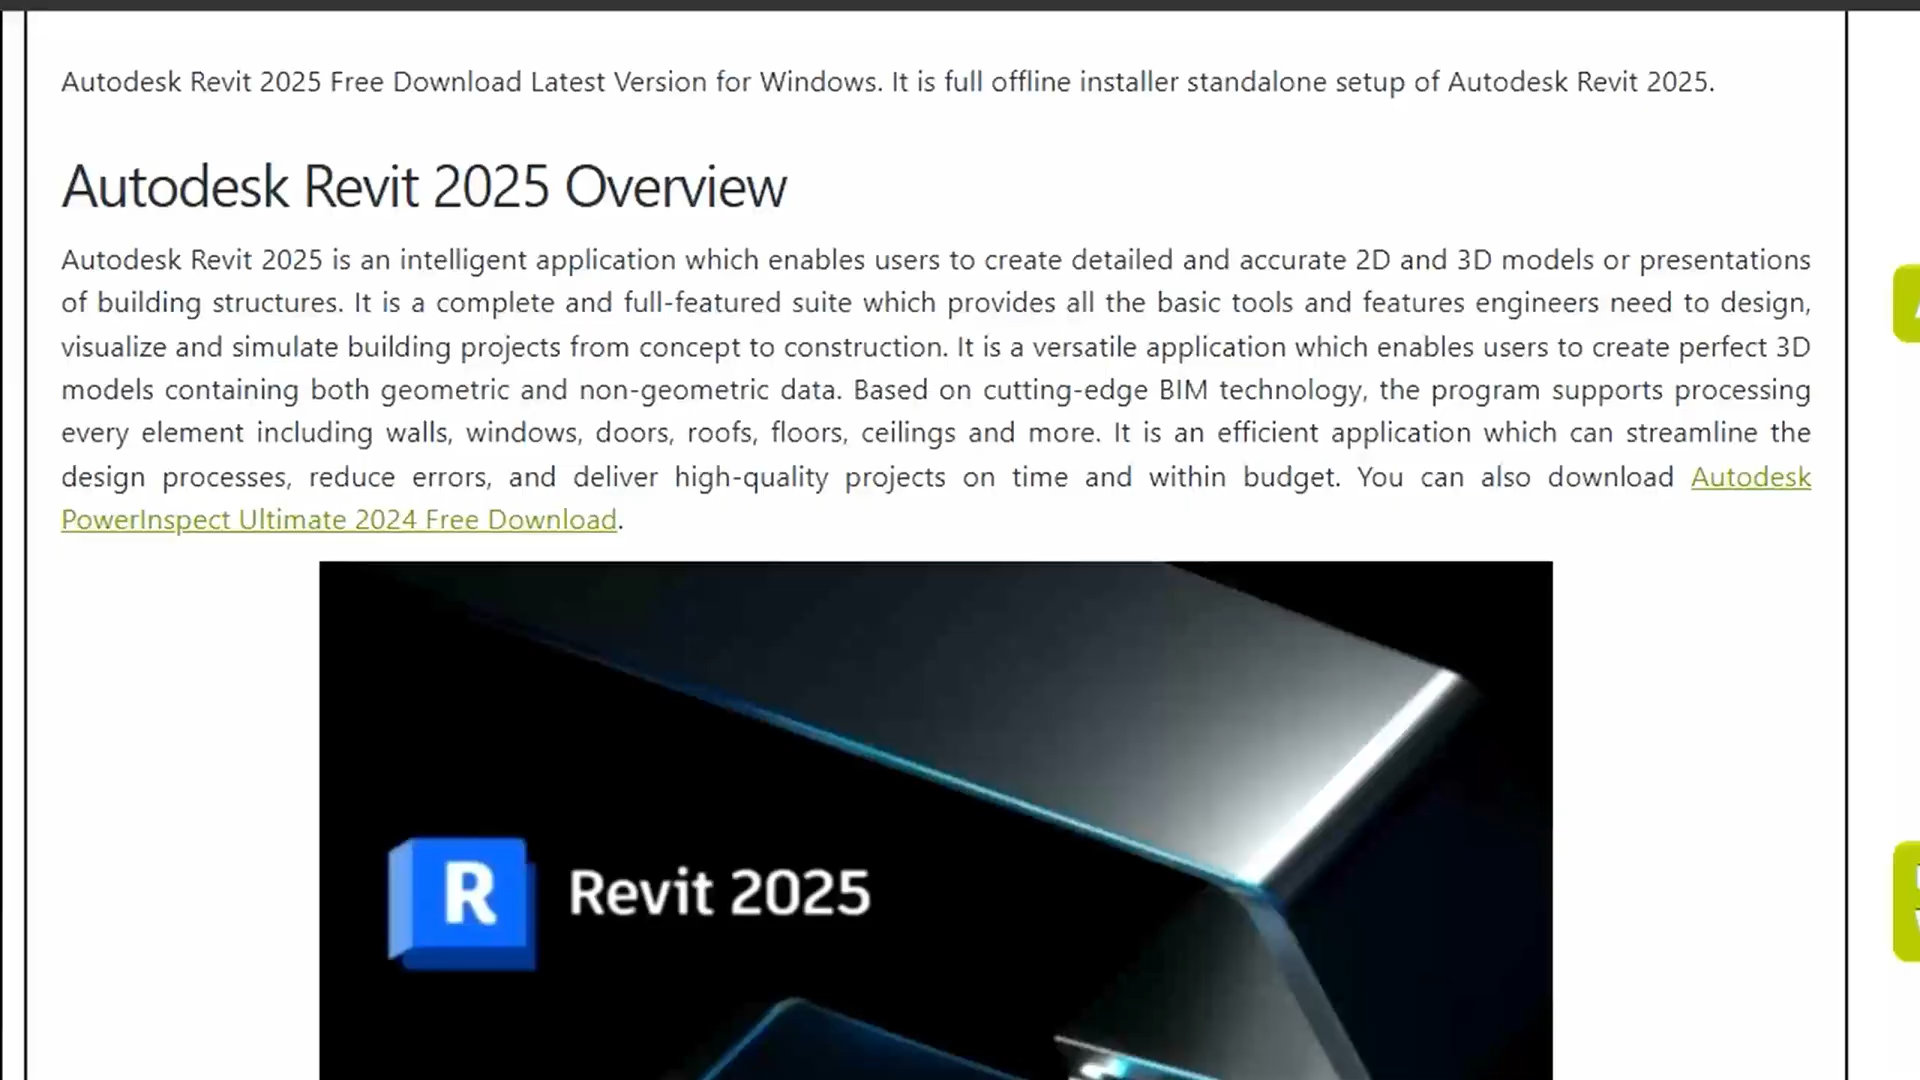 Autodesk Revit 2025 Free Download Latest Version for Windows. It is full offline installer standalone setup of Autodesk Revit 2025.
Autodesk Revit 2025 Overview
Autodesk Revit 2025 is an intelligent application which enables users to create detailed and accurate 2D and 3D models or presentations
of building structures. It is a complete and full-featured suite which provides all the basic tools and features engineers need to design,
visualize and simulate building projects from concept to construction. It is a versatile application which enables users to create perfect 3D
models containing both geometric and non-geometric data. Based on cutting-edge BIM technology, the program supports processing
every element including walls, windows, doors, roofs, floors, ceilings and more. It is an efficient application which can streamline the
design processes, reduce errors, and deliver high-quality projects on time and within budget. You can also download Autodesk
PowerInspect Ultimate 2024 Free Download.
R Revit 2025